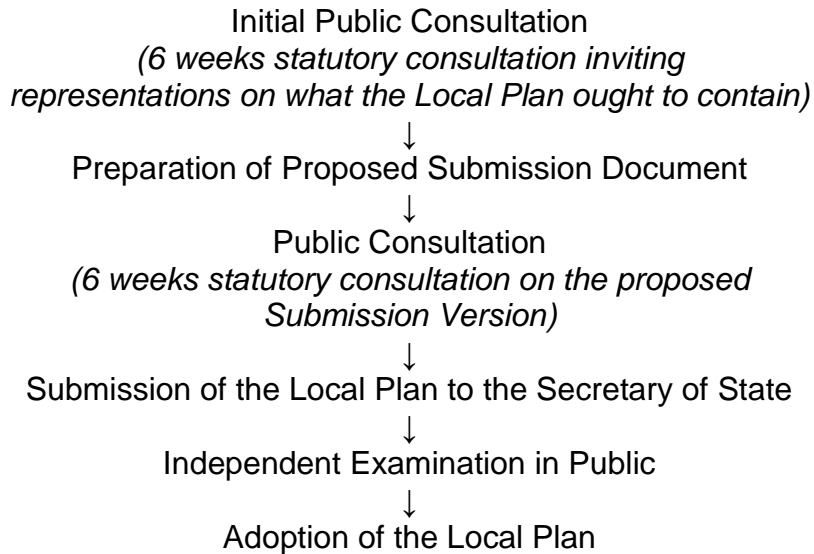 Initial Public Consultation
(6 weeks statutory consultation inviting
representations on what the Local Plan ought to contain)
↓
Preparation of Proposed Submission Document
↓
Public Consultation
(6 weeks statutory consultation on the proposed
Submission Version)
↓
Submission of the Local Plan to the Secretary of State
↓
Independent Examination in Public
↓
Adoption of the Local Plan